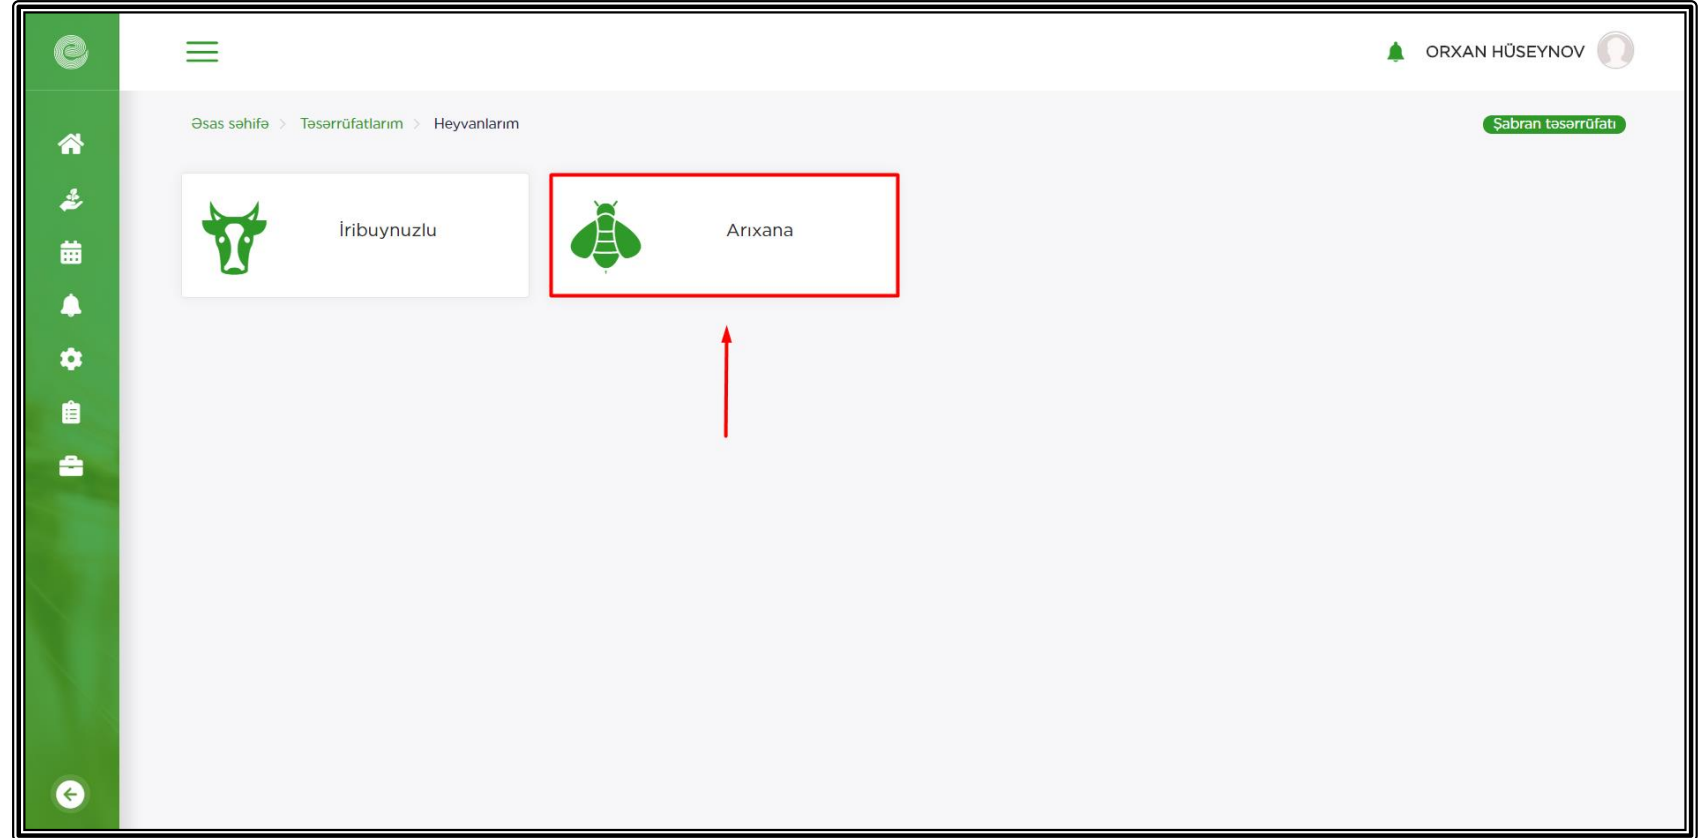 ORXAN HÜSEYNOV
Əsas səhifə > Təsərrüfatlarım > Heyvanlarım
Şabran təsərrüfatı
İribuynuzlu
Arıxana